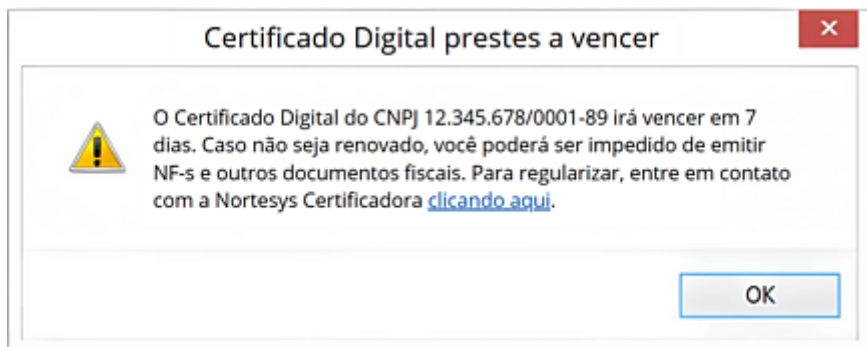 Certificado Digital prestes a vencer
O Certificado Digital do CNPJ 12.345.678/0001-89 irá vencer em 7
dias. Caso não seja renovado, você poderá ser impedido de emitir
NF-s e outros documentos fiscais. Para regularizar, entre em contato
com a Nortesys Certificadora clicando aqui.
OK